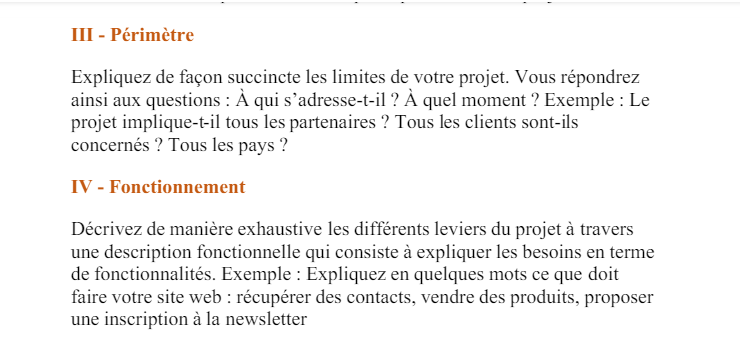 III - Périmètre
Expliquez de façon succincte les limites de votre projet. Vous répondrez
ainsi aux questions : À qui s’adresse-t-il ? À quel moment ? Exemple : Le
projet implique-t-il tous les partenaires ? Tous les clients sont-ils
concernés ? Tous les pays ?
IV - Fonctionnement
Décrivez de manière exhaustive les différents leviers du projet à travers
une description fonctionnelle qui consiste à expliquer les besoins en terme
de fonctionnalités. Exemple : Expliquez en quelques mots ce que doit
faire votre site web : récupérer des contacts, vendre des produits, proposer
une inscription à la newsletter